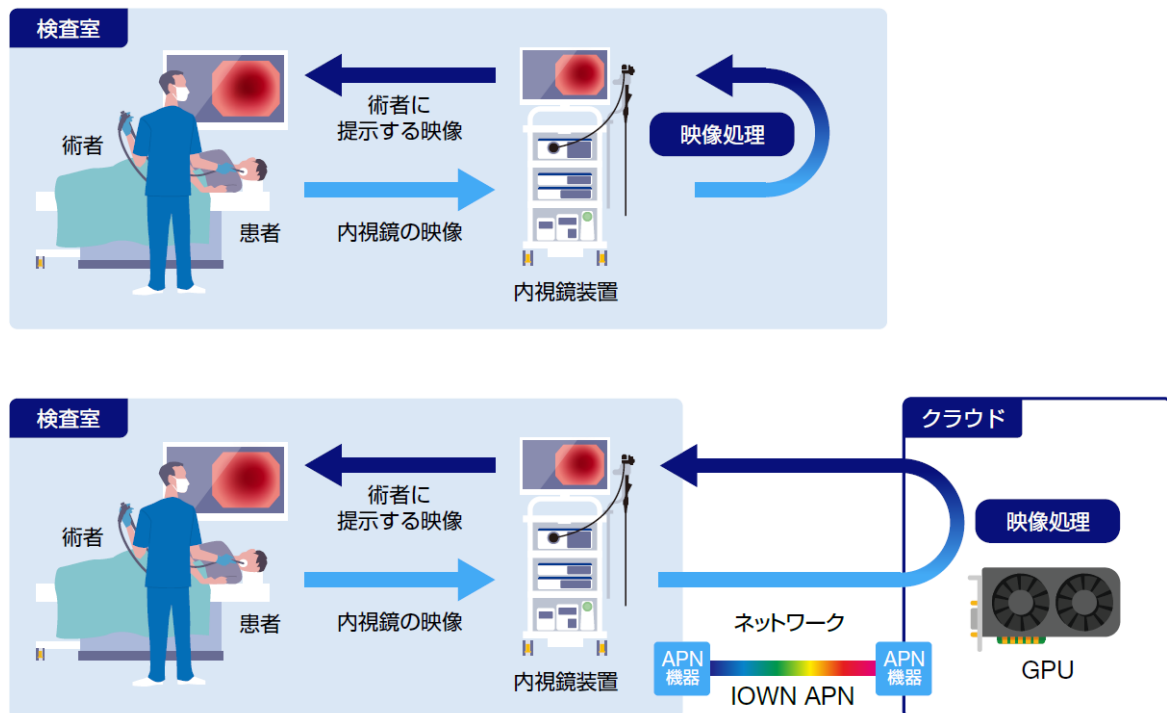 検査室
術者
患者
術者に
提示する映像
内視鏡の映像
内視鏡装置
映像処理
検査室
術者
患者
術者に
提示する映像
内視鏡の映像
内視鏡装置
クラウド
映像処理
GPU
ネットワーク
APN
機器
IOWN APN
APN
機器